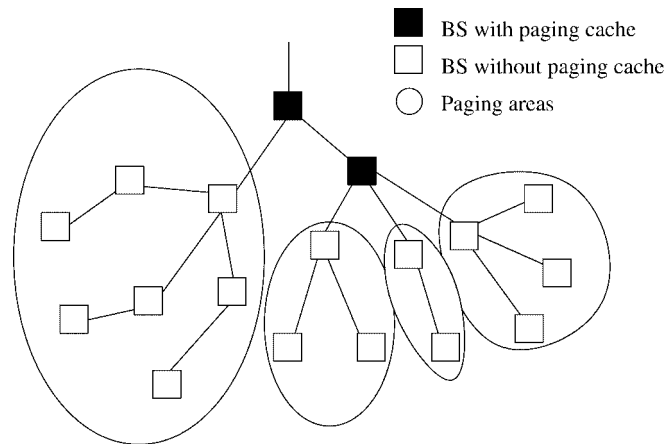 BS with paging cache
BS without paging cache
Paging areas